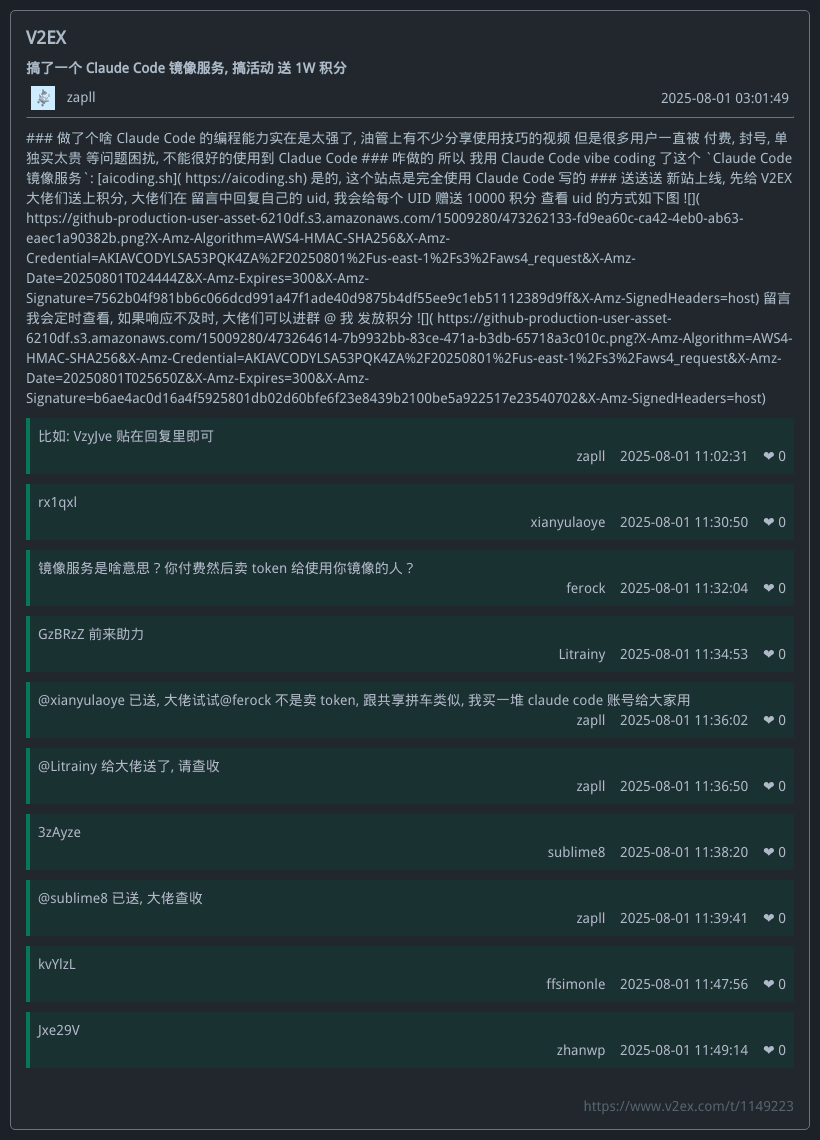 V2EX
搞了一个 Claude Code 镜像服务, 搞活动 送 1W 积分
zapll 2025-08-01 03:01:49
### 做了个啥 Claude Code 的编程能力实在是太强了, 油管上有不少分享使用技巧的视频 但是很多用户一直被 付费, 封号, 单
独买太贵 等问题困扰, 不能很好的使用到 Cladue Code ### 咋做的 所以 我用 Claude Code vibe coding 了这个 `Claude Code
镜像服务`: [aicoding.sh]( https://aicoding.sh) 是的, 这个站点是完全使用 Claude Code 写的 ### 送送送 新站上线, 先给 V2EX
大佬们送上积分, 大佬们在 留言中回复自己的 uid, 我会给每个 UID 赠送 10000 积分 查看 uid 的方式如下图 ![](
https://github-production-user-asset-6210df.s3.amazonaws.com/15009280/473262133-fd9ea60c-ca42-4eb0-ab63-
eaec1a90382b.png?X-Amz-Algorithm=AWS4-HMAC-SHA256&X-Amz-
Credential=AKIAVCODYLSA53PQK4ZA%2F20250801%2Fus-east-1%2Fs3%2Faws4_request&X-Amz-
Date=20250801T024444Z&X-Amz-Expires=300&X-Amz-
Signature=7562b04f981bb6c066dcd991a47f1ade40d9875b4df55ee9c1eb51112389d9ff&X-Amz-SignedHeaders=host) 留言
我会定时查看, 如果响应不及时, 大佬们可以进群 @ 我 发放积分 ![]( https://github-production-user-asset-
6210df.s3.amazonaws.com/15009280/473264614-7b9932bb-83ce-471a-b3db-65718a3c010c.png?X-Amz-Algorithm=AWS4-
HMAC-SHA256&X-Amz-Credential=AKIAVCODYLSA53PQK4ZA%2F20250801%2Fus-east-1%2Fs3%2Faws4_request&X-Amz-
Date=20250801T025650Z&X-Amz-Expires=300&X-Amz-
Signature=b6ae4ac0d16a4f5925801db02d60bfe6f23e8439b2100be5a922517e23540702&X-Amz-SignedHeaders=host)
比如: VzyJve 贴在回复里即可
zapll 2025-08-01 11:02:31 ❤ 0
rx1qxl
xianyulaoye 2025-08-01 11:30:50 ❤ 0
镜像服务是啥意思？你付费然后卖 token 给使用你镜像的人？
ferock 2025-08-01 11:32:04 ❤ 0
GzBRzZ 前来助力
Litrainy 2025-08-01 11:34:53 ❤ 0
@xianyulaoye 已送, 大佬试试@ferock 不是卖 token, 跟共享拼车类似, 我买一堆 claude code 账号给大家用
zapll 2025-08-01 11:36:02 ❤ 0
@Litrainy 给大佬送了, 请查收
zapll 2025-08-01 11:36:50 ❤ 0
3zAyze
sublime8 2025-08-01 11:38:20 ❤ 0
@sublime8 已送, 大佬查收
zapll 2025-08-01 11:39:41 ❤ 0
kvYlzL
ffsimonle 2025-08-01 11:47:56 ❤ 0
Jxe29V
zhanwp 2025-08-01 11:49:14 ❤ 0
https://www.v2ex.com/t/1149223